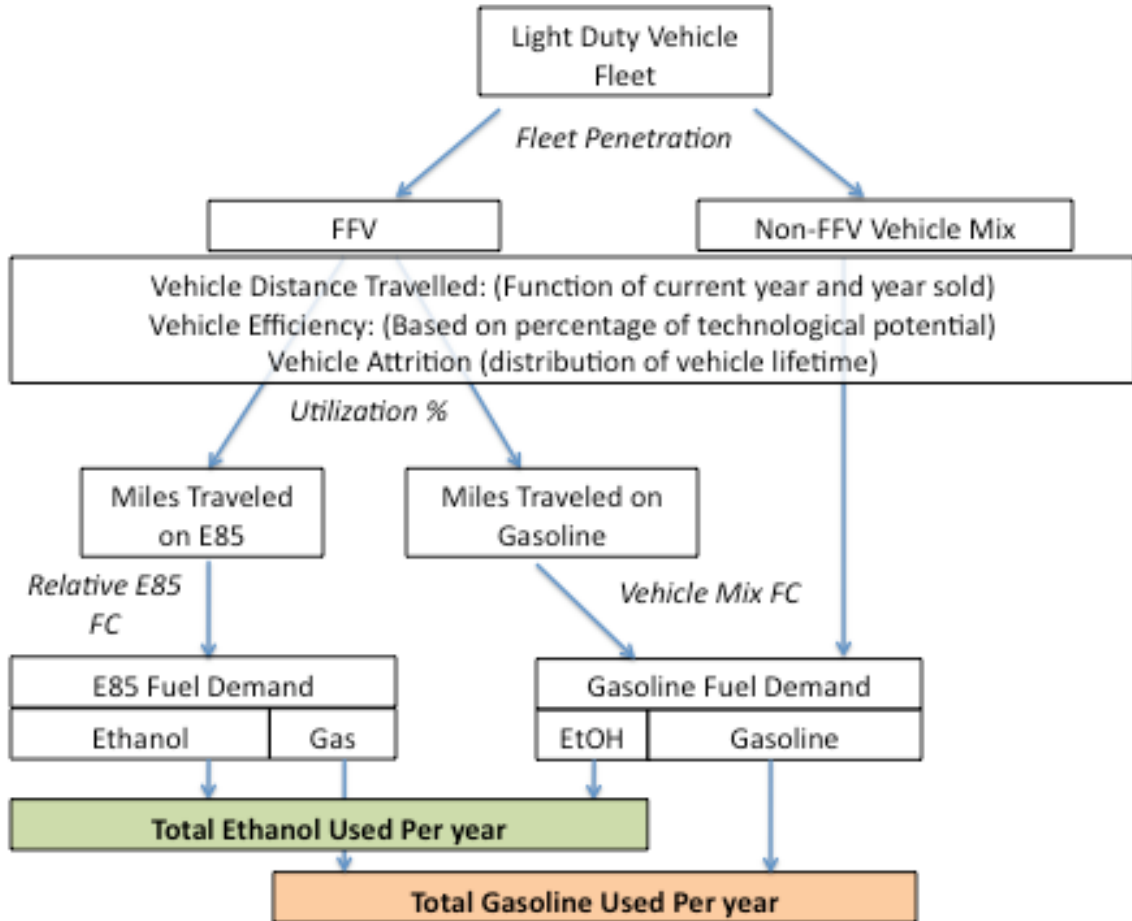 Light Duty Vehicle
Fleet
Fleet Penetration
FFV
Non-FFV Vehicle Mix
Vehicle Distance Travelled: (Function of current year and year sold)
Vehicle Efficiency: (Based on percentage of technological potential)
Vehicle Attrition (distribution of vehicle lifetime)
Utilization %
Miles Traveled
on E85
Miles Traveled on
Gasoline
Relative E85
FC
Vehicle Mix FC
E85 Fuel Demand
Ethanol
Gas
Gasoline Fuel Demand
EtOH
Gasoline
Total Ethanol Used Per year
Total Gasoline Used Per year